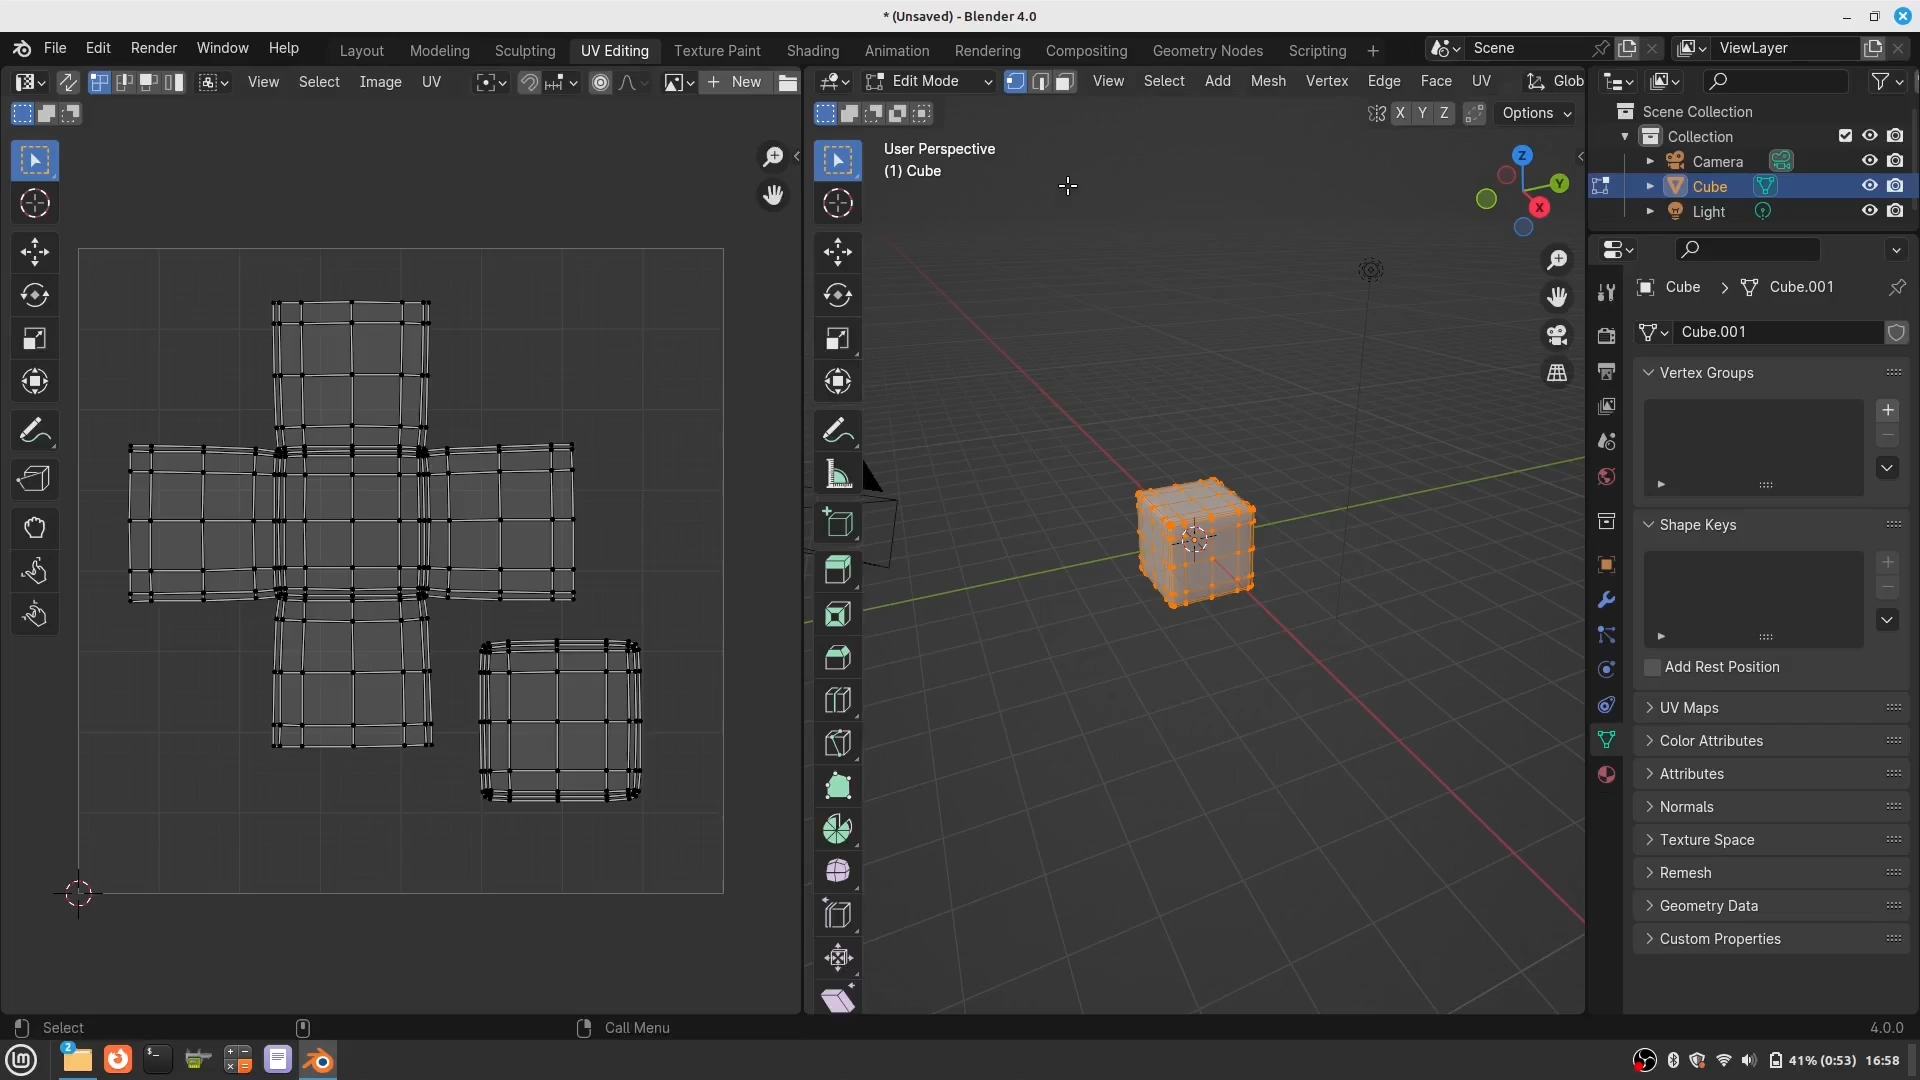 * (Unsaved) - Blender 4.0
File Edit Render Window Help
Layout Modeling Sculpting UV Editing Texture Paint Shading Animation Rendering Compositing Geometry Nodes Scripting +
Scene ViewLayer
View Select Image UV + New
Edit Mode View Select Add Mesh Vertex Edge Face UV Glob
X Y Z Options
User Perspective
(1) Cube
Z
Y
X
Scene Collection
Collection
Camera
Cube
Light
Cube > Cube.001
Cube.001
Vertex Groups
Shape Keys
Add Rest Position
UV Maps
Color Attributes
Attributes
Normals
Texture Space
Remesh
Geometry Data
Custom Properties
Select Call Menu 4.0.0
2
41% (0:53) 16:58